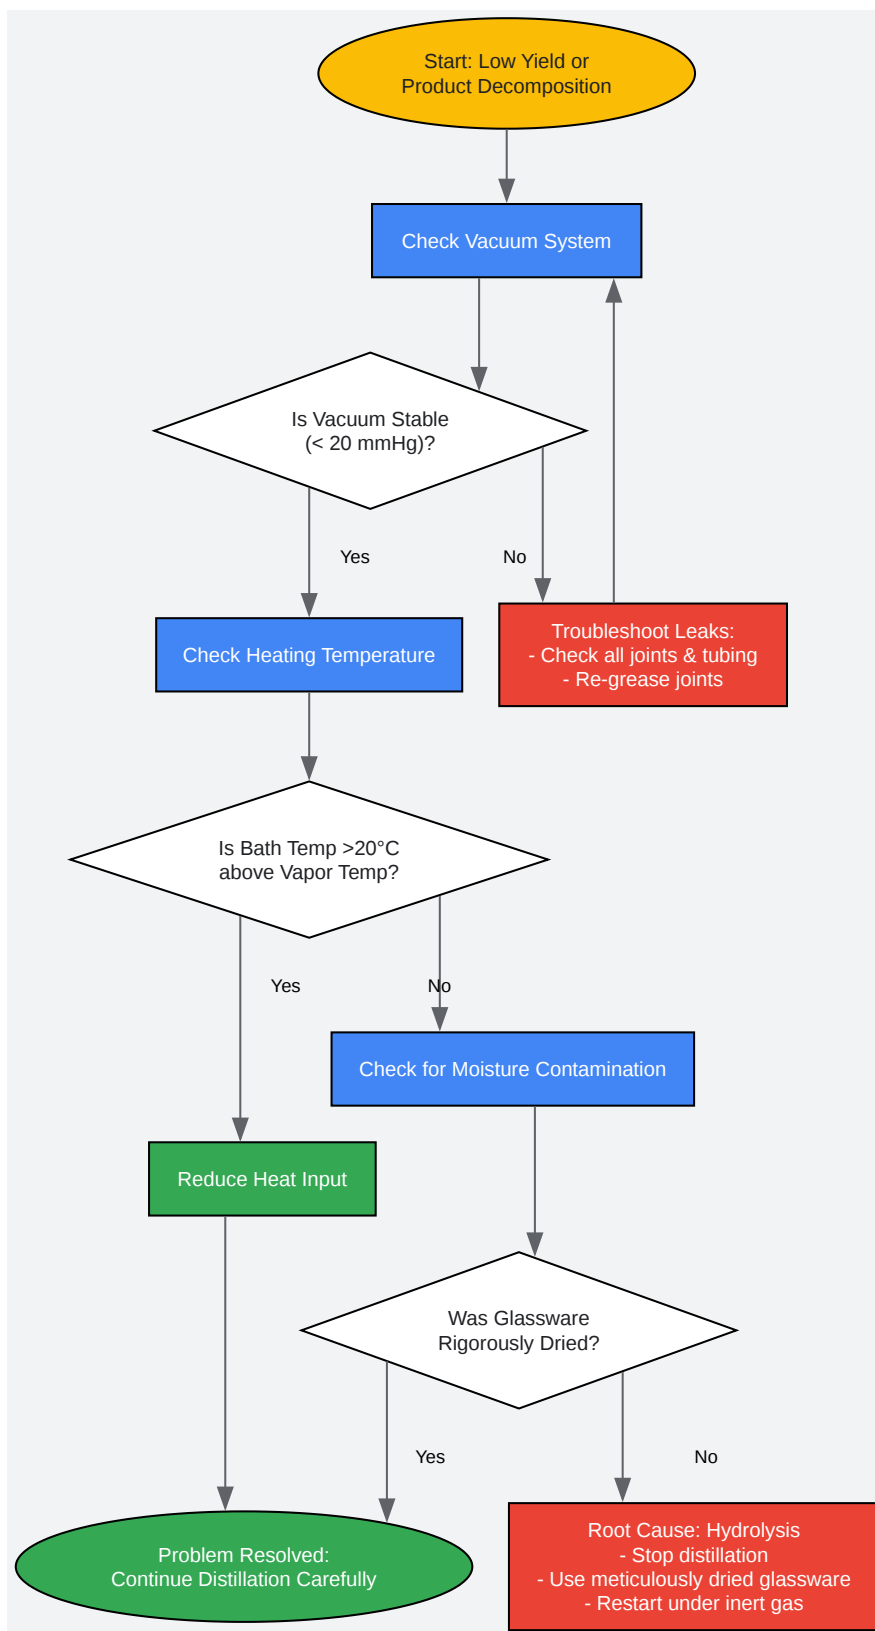 Start: Low Yield or
Product Decomposition
Check Vacuum System
Is Vacuum Stable
(< 20 mmHg)?
Yes
No
Troubleshoot Leaks:
- Check all joints & tubing
- Re-grease joints
Check Heating Temperature
Is Bath Temp >20°C
above Vapor Temp?
Yes
No
Check for Moisture Contamination
Reduce Heat Input
Was Glassware
Rigorously Dried?
Yes
No
Problem Resolved:
Continue Distillation Carefully
Root Cause: Hydrolysis
- Stop distillation
- Use meticulously dried glassware
- Restart under inert gas